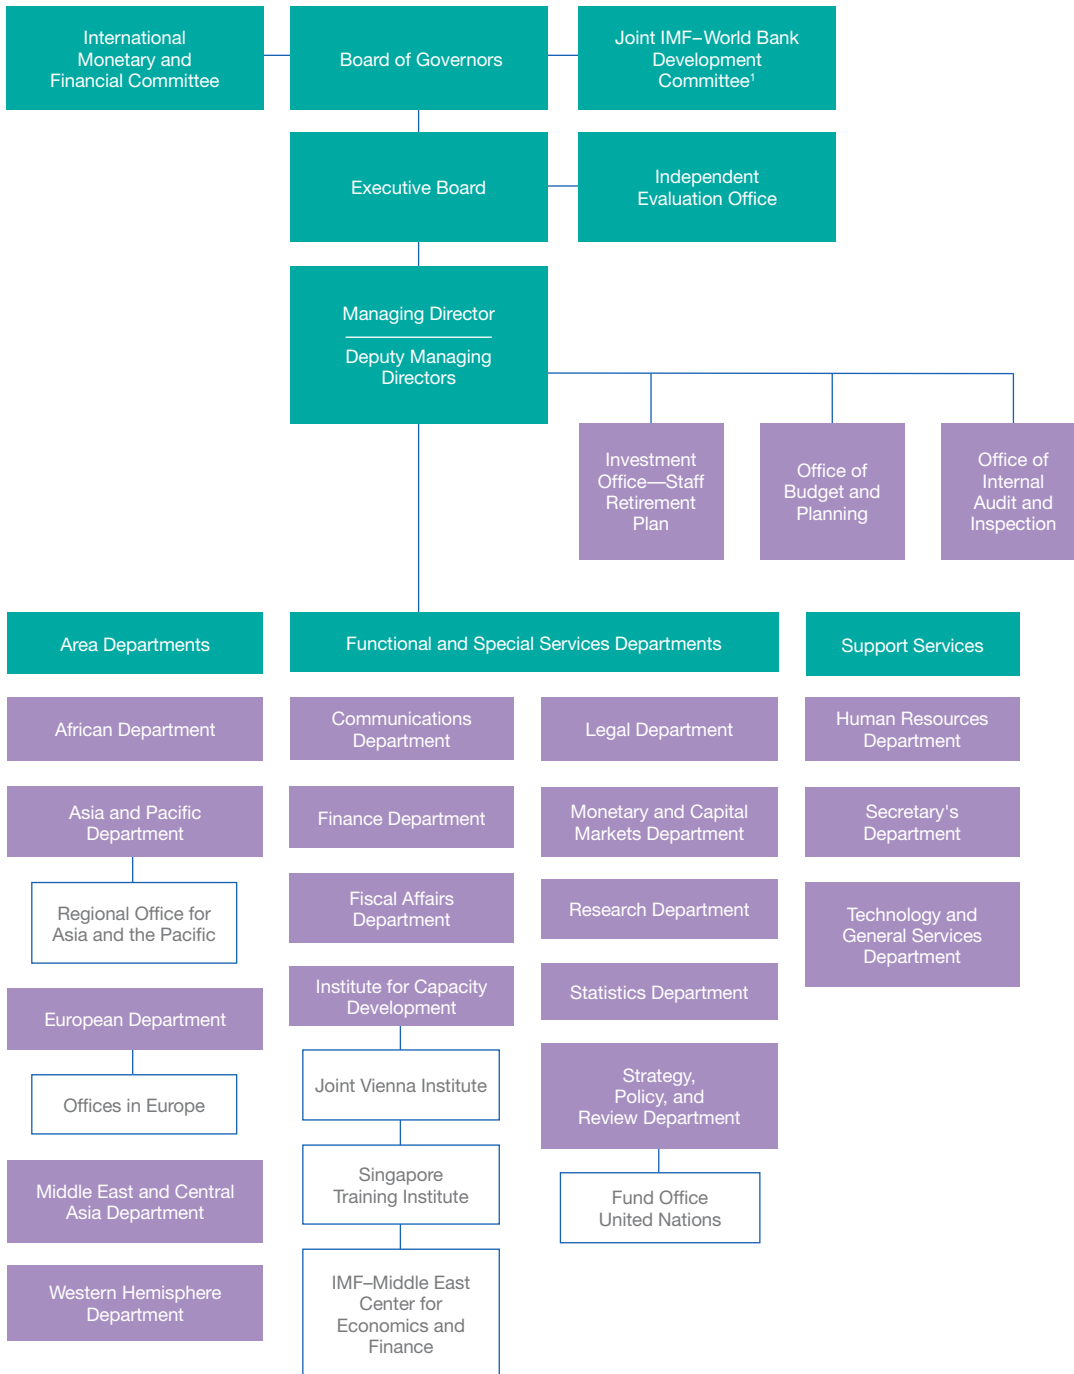 International
Monetary and
Financial Committee
Board of Governors
Joint IMF–World Bank
Development
Committee¹
Executive Board
Independent
Evaluation Office
Managing Director
Deputy Managing
Directors
Investment
Office—Staff
Retirement
Plan
Office of
Budget and
Planning
Office of
Internal
Audit and
Inspection
Area Departments
Functional and Special Services Departments
Support Services
African Department
Asia and Pacific
Department
Regional Office for
Asia and the Pacific
European Department
Offices in Europe
Middle East and Central
Asia Department
Western Hemisphere
Department
Communications
Department
Finance Department
Fiscal Affairs
Department
Institute for Capacity
Development
Joint Vienna Institute
Singapore
Training Institute
IMF–Middle East
Center for
Economics and
Finance
Legal Department
Monetary and Capital
Markets Department
Research Department
Statistics Department
Strategy,
Policy, and
Review Department
Fund Office
United Nations
Human Resources
Department
Secretary's
Department
Technology and
General Services
Department